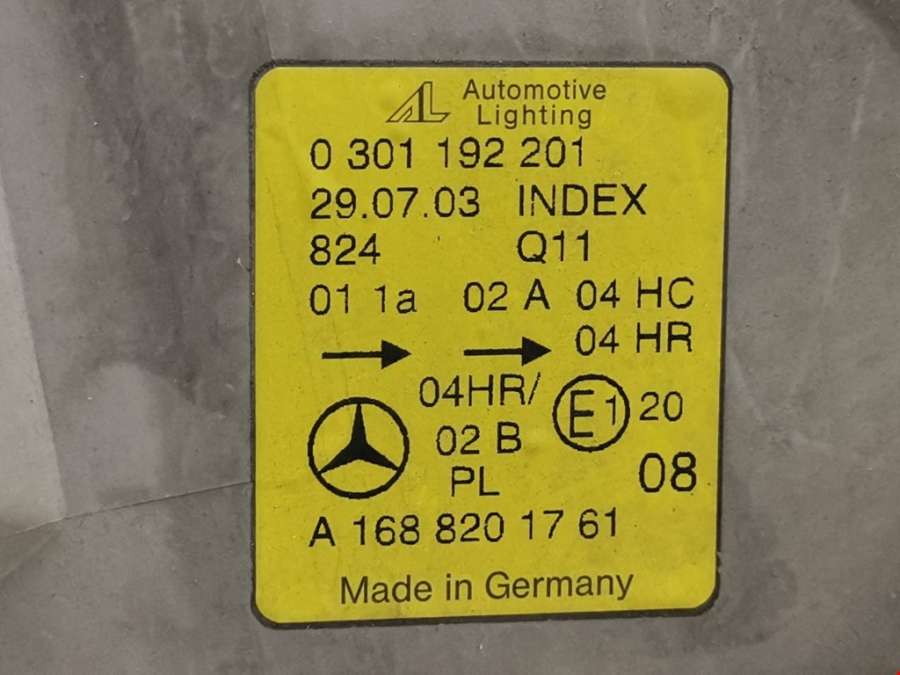 AL Automotive
Lighting
0 301 192 201
29.07.03 INDEX
824 Q11
01 1a 02 A 04 HC
04 HR
04HR/
02 B
PL
E1 20
08
A 168 820 17 61
Made in Germany